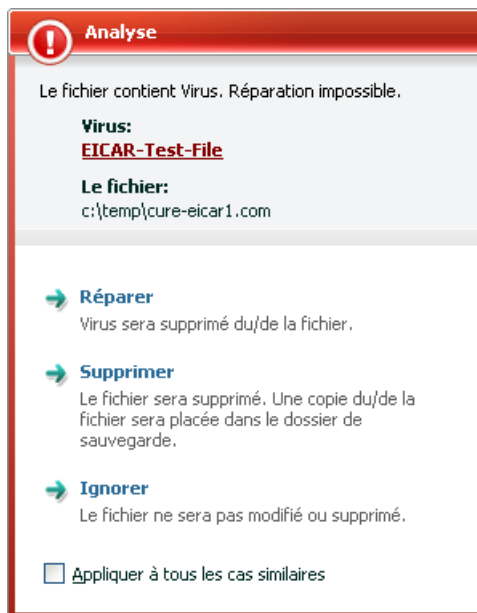 Analyse
Le fichier contient Virus. Réparation impossible.
Virus:
EICAR-Test-File
Le fichier:
c:\temp\cure-eicar1.com
Réparer
Virus sera supprimé du/de la fichier.
Supprimer
Le fichier sera supprimé. Une copie du/de la
fichier sera placée dans le dossier de
sauvegarde.
Ignorer
Le fichier ne sera pas modifié ou supprimé.
Appliquer à tous les cas similaires